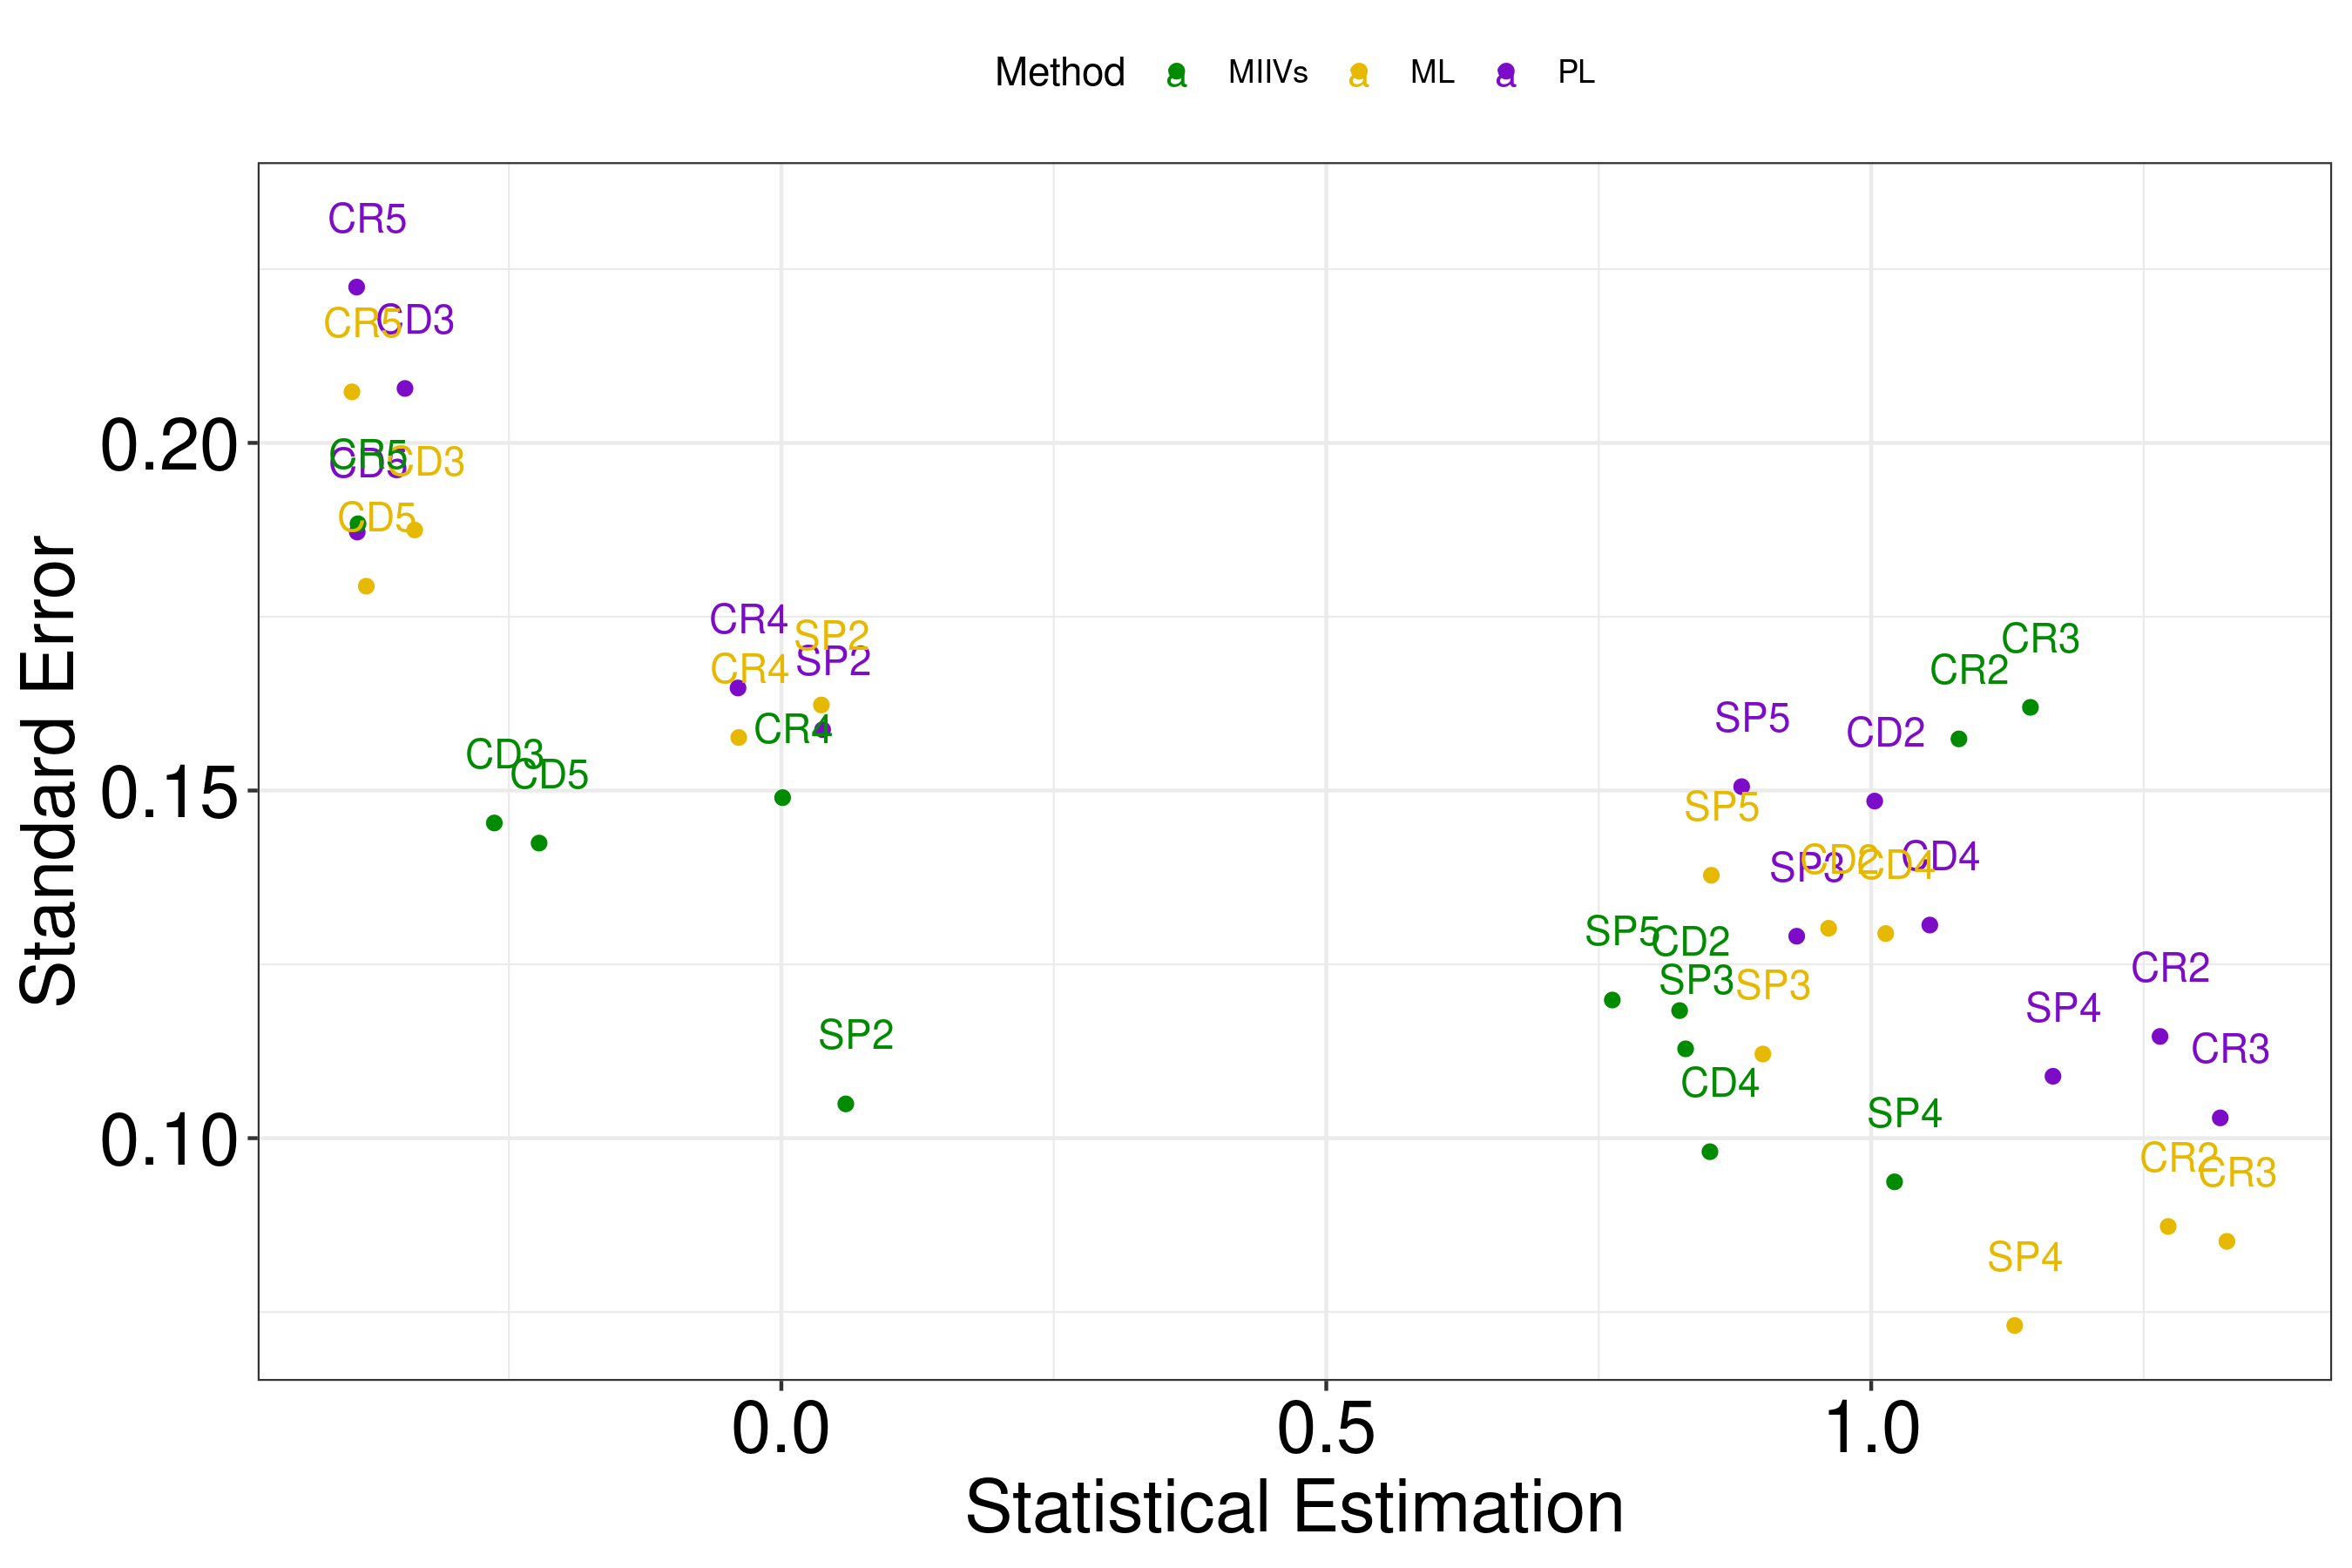 Method a MIIVs a ML a PL
CR5
CR5 CD3
0.20
CR5
CD5 CD3
CD5
CR4 SP2
CR4 SP2
CR3
CR2
SP5 CD2
CR4
CD3
CD5
0.15
SP5
SP3 CD2 CD4 CD4
SP5 CD2
SP3 SP3
CR2
SP4
SP2
CR3
CD4
SP4
0.10
CR2 CR3
SP4
Standard Error
0.0 0.5 1.0
Statistical Estimation